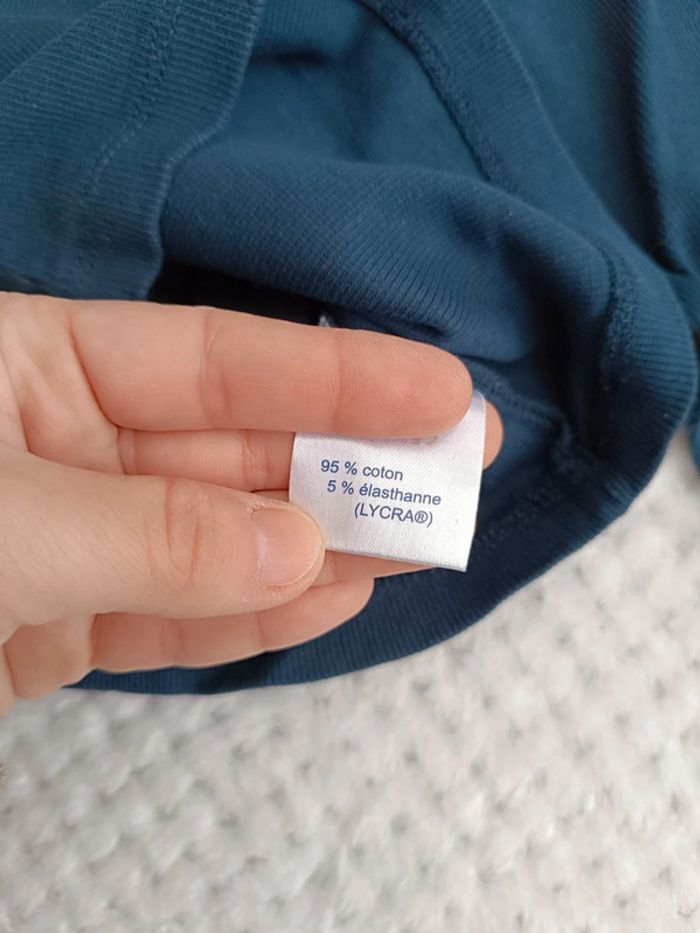 95 % coton
5 % élasthanne
(LYCRA®)